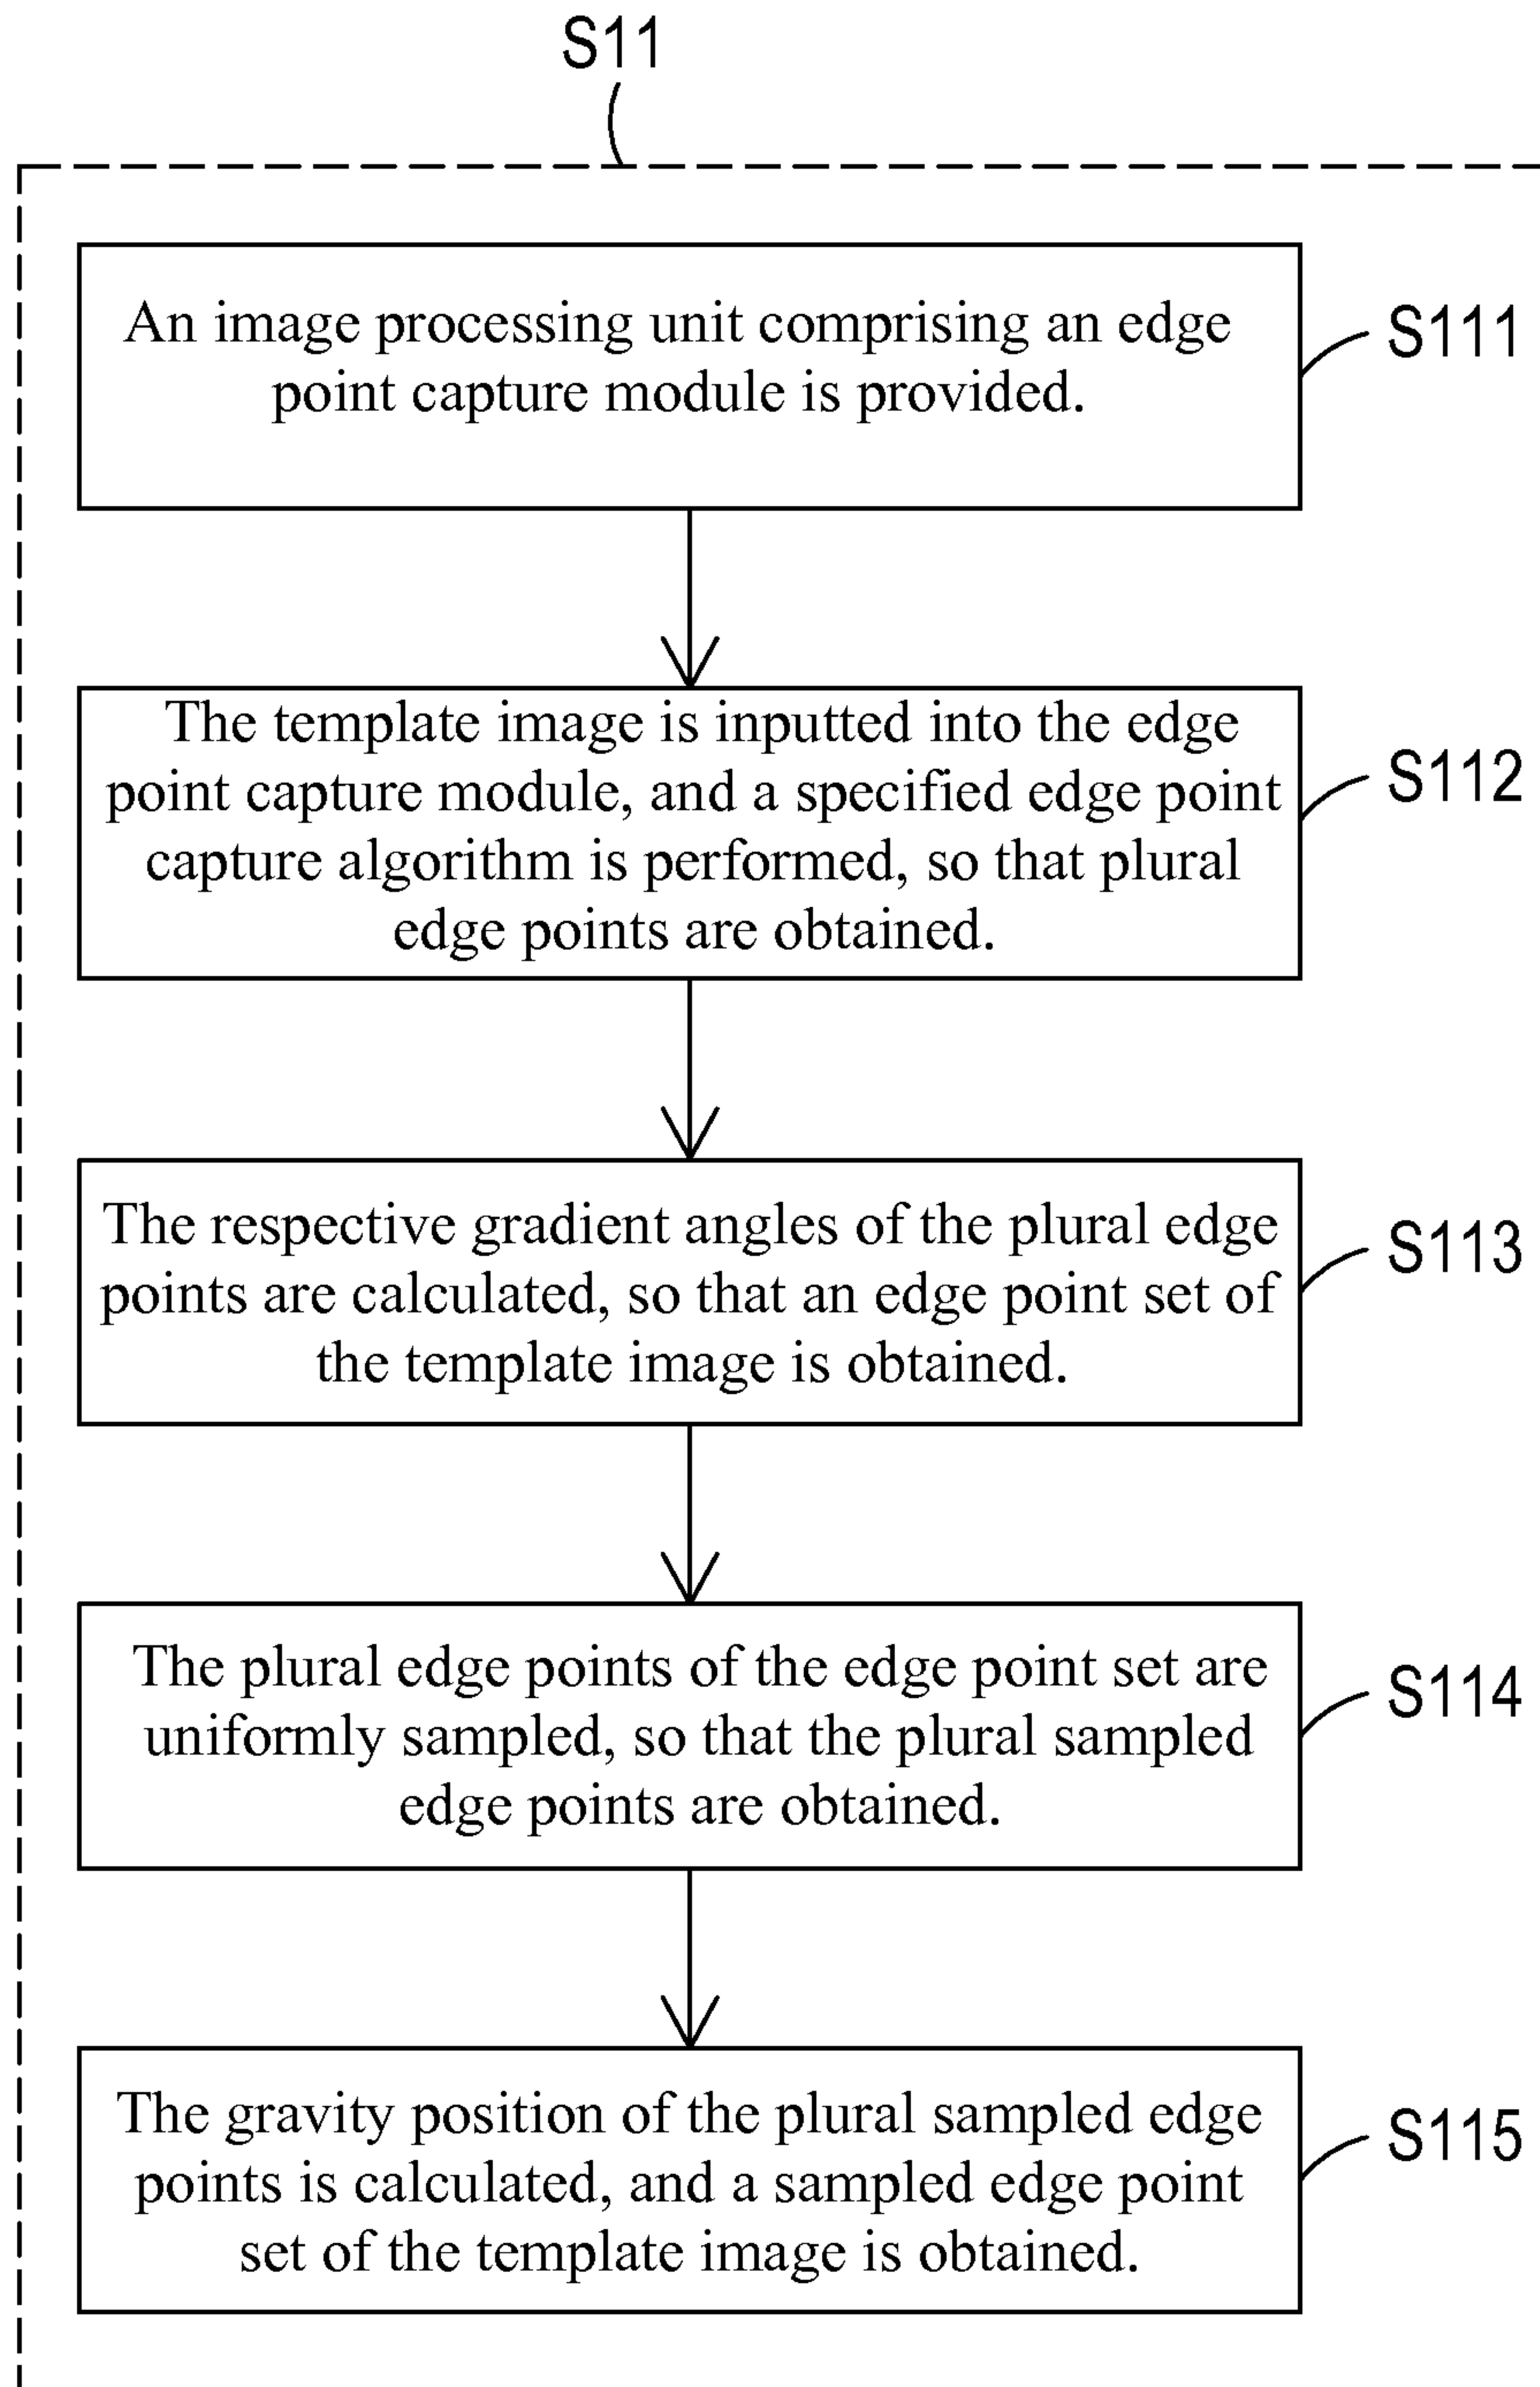 S11
An image processing unit comprising an edge
point capture module is provided.
S111
The template image is inputted into the edge
point capture module, and a specified edge point
capture algorithm is performed, so that plural
edge points are obtained.
S112
The respective gradient angles of the plural edge
points are calculated, so that an edge point set of
the template image is obtained.
S113
The plural edge points of the edge point set are
uniformly sampled, so that the plural sampled
edge points are obtained.
S114
The gravity position of the plural sampled edge
points is calculated, and a sampled edge point
set of the template image is obtained.
S115